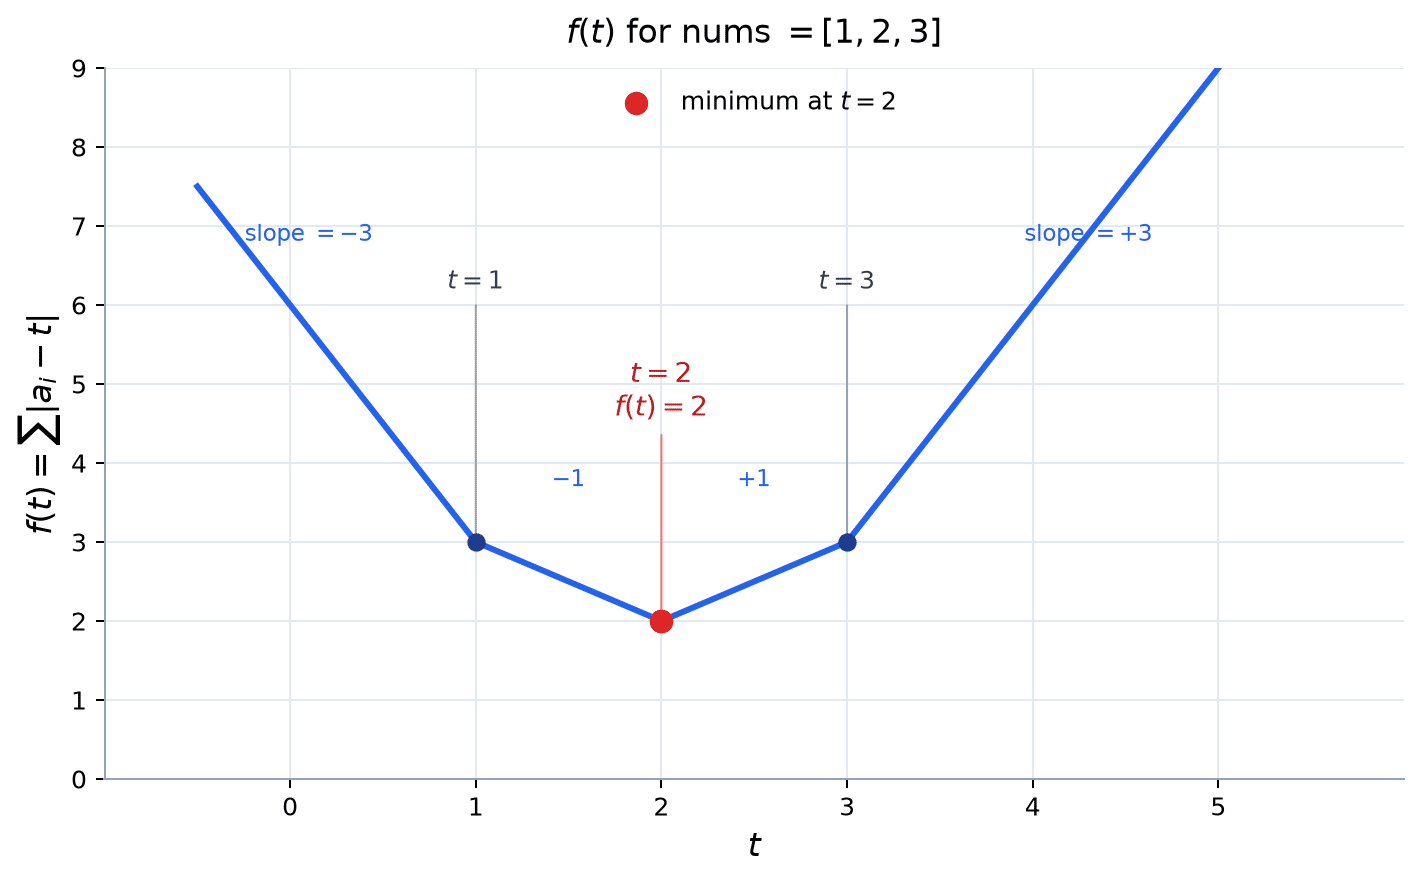 f(t) for nums = [1, 2, 3]
minimum at t = 2
9
8
7
6
5
4
3
2
1
0
f(t) = ∑|a_i − t|
slope = −3
slope = +3
t = 1
t = 3
t = 2
f(t) = 2
−1
+1
0
1
2
3
4
5
t